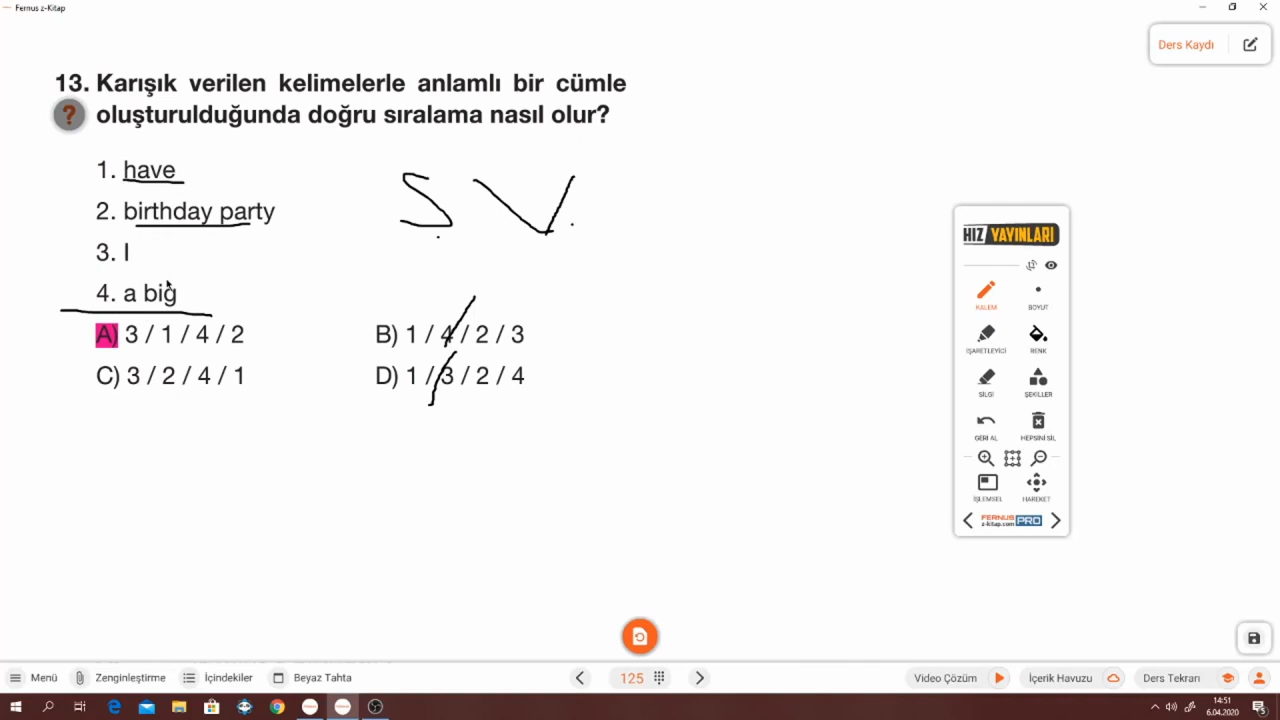 Fernus z-Kitap
Ders Kaydı
13. Karışık verilen kelimelerle anlamlı bir cümle
? oluşturulduğunda doğru sıralama nasıl olur?
1. have
2. birthday party
3. I
4. a big
S V
A) 3 / 1 / 4 / 2
B) 1 / 4 / 2 / 3
C) 3 / 2 / 4 / 1
D) 1 / 3 / 2 / 4
HIZ YAYINLARI
KALEM
BOYUT
İŞARETLEYİCİ
RENK
SİLGİ
ŞEKİLLER
GERİ AL
HEPSİNİ SİL
İŞLEMSEL
HAREKET
FERNUS
z-kitap.com PRO
Menü
Zenginleştirme
İçindekiler
Beyaz Tahta
125
Video Çözüm
İçerik Havuzu
Ders Tekrarı
14:51
6.04.2020
5